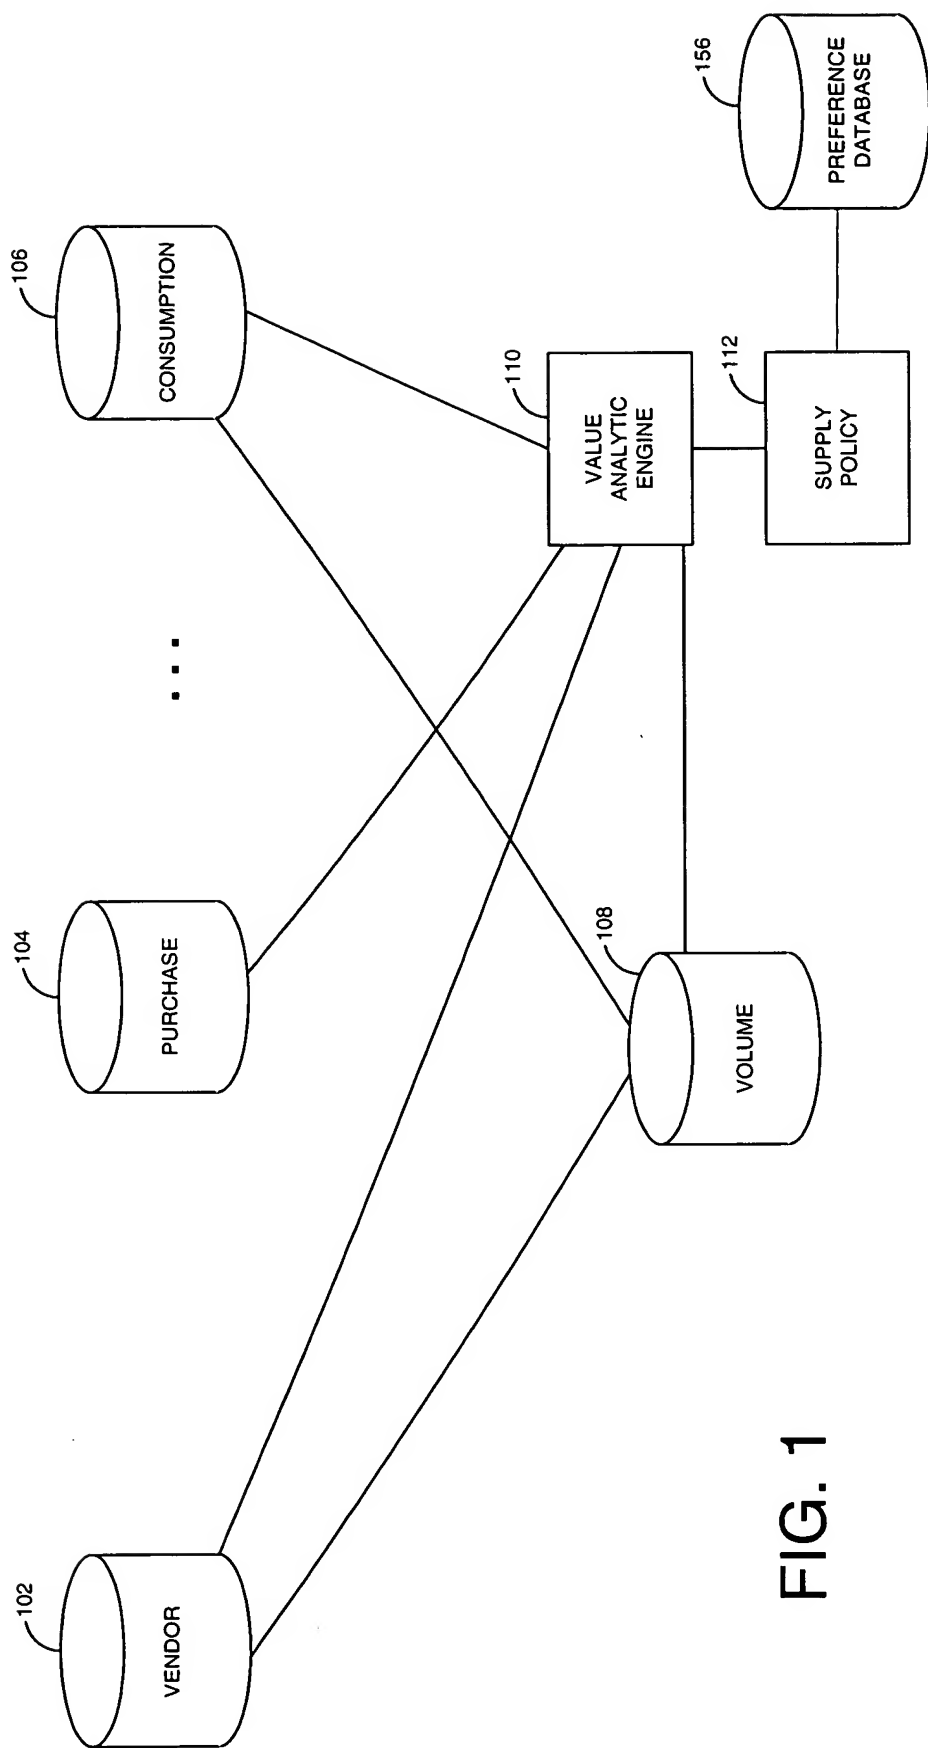 102
VENDOR
104
PURCHASE
. . .
106
CONSUMPTION
108
VOLUME
110
VALUE
ANALYTIC
ENGINE
112
SUPPLY
POLICY
156
PREFERENCE
DATABASE
FIG. 1